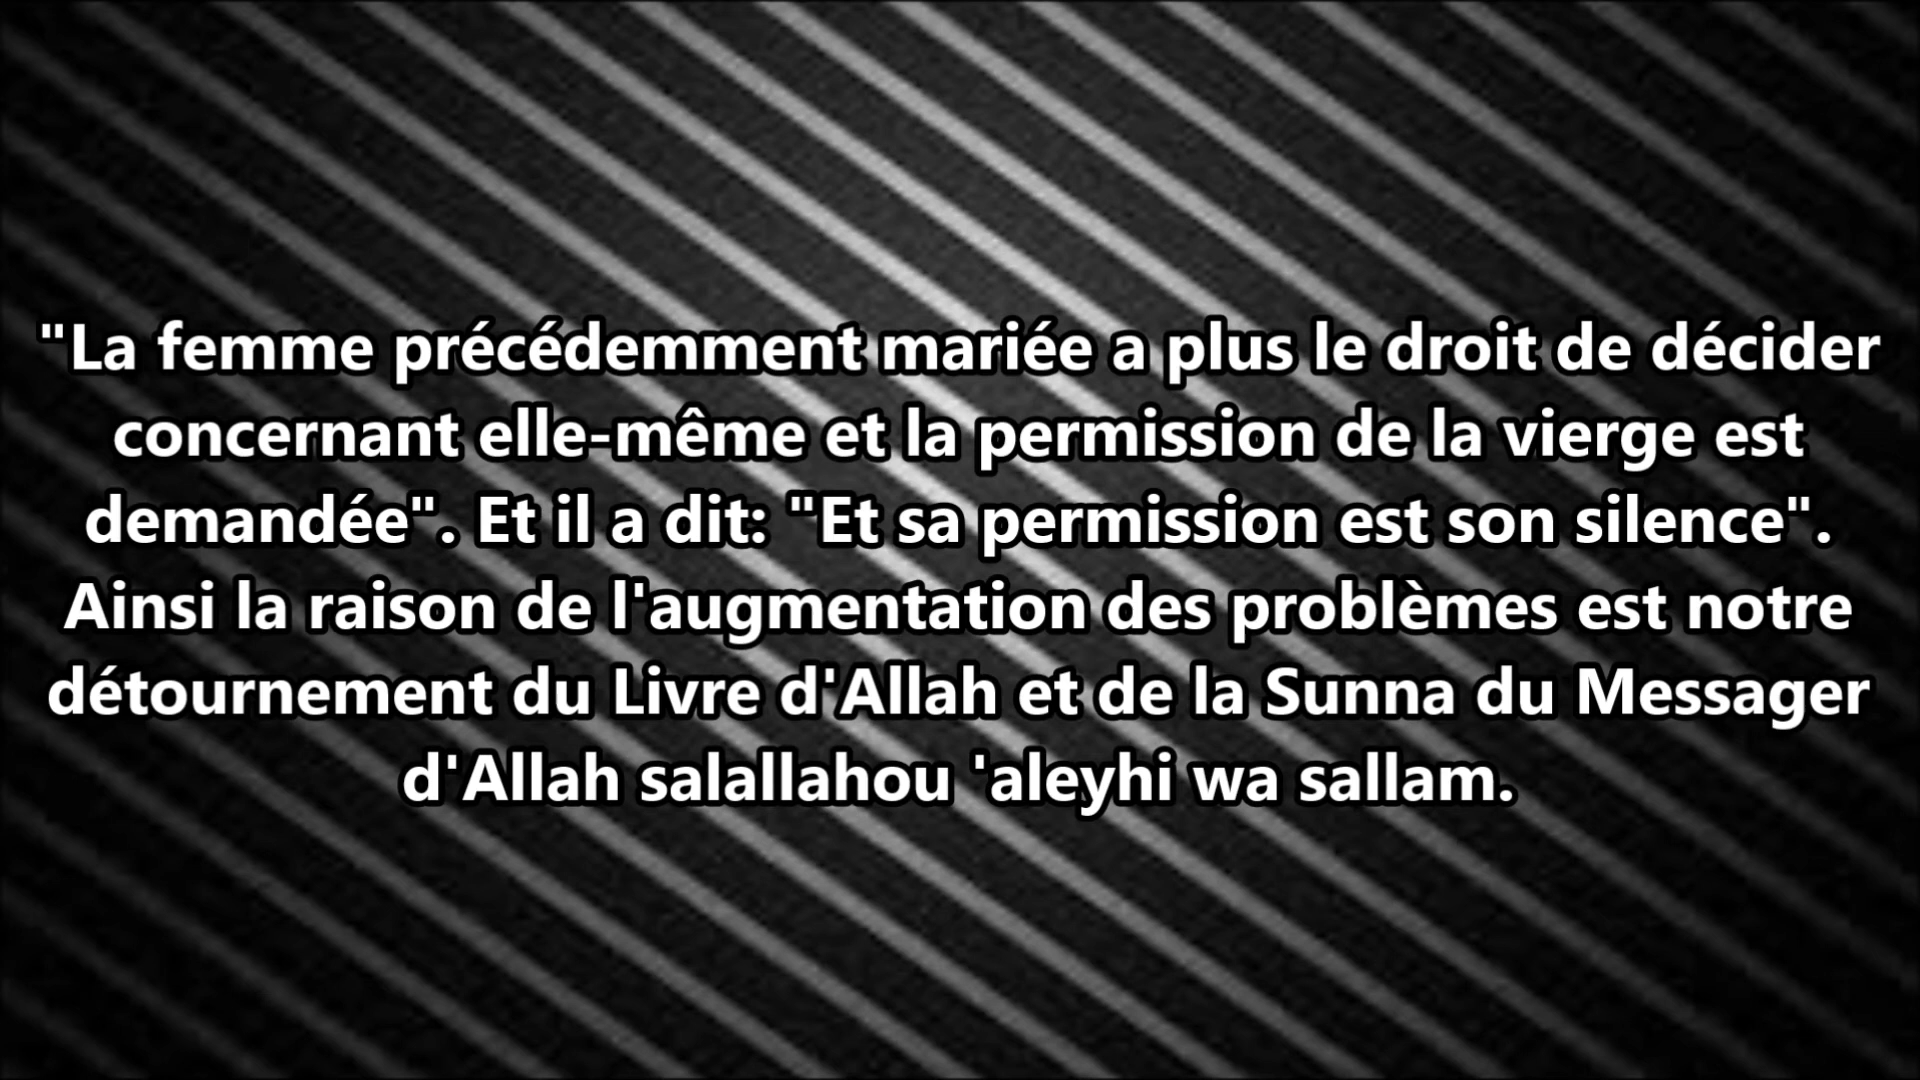 "La femme précédemment mariée a plus le droit de décider
concernant elle-même et la permission de la vierge est
demandée". Et il a dit: "Et sa permission est son silence".
Ainsi la raison de l'augmentation des problèmes est notre
détournement du Livre d'Allah et de la Sunna du Messager
d'Allah salallahou 'aleyhi wa sallam.